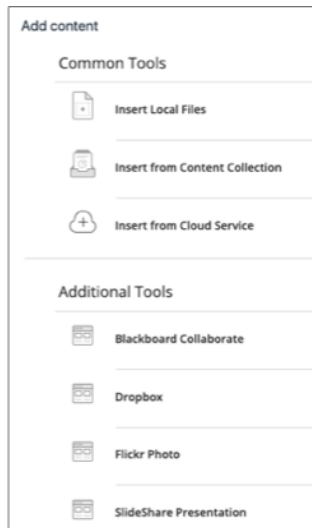 Add content
Common Tools
Insert Local Files
Insert from Content Collection
Insert from Cloud Service
Additional Tools
Blackboard Collaborate
Dropbox
Flickr Photo
SlideShare Presentation